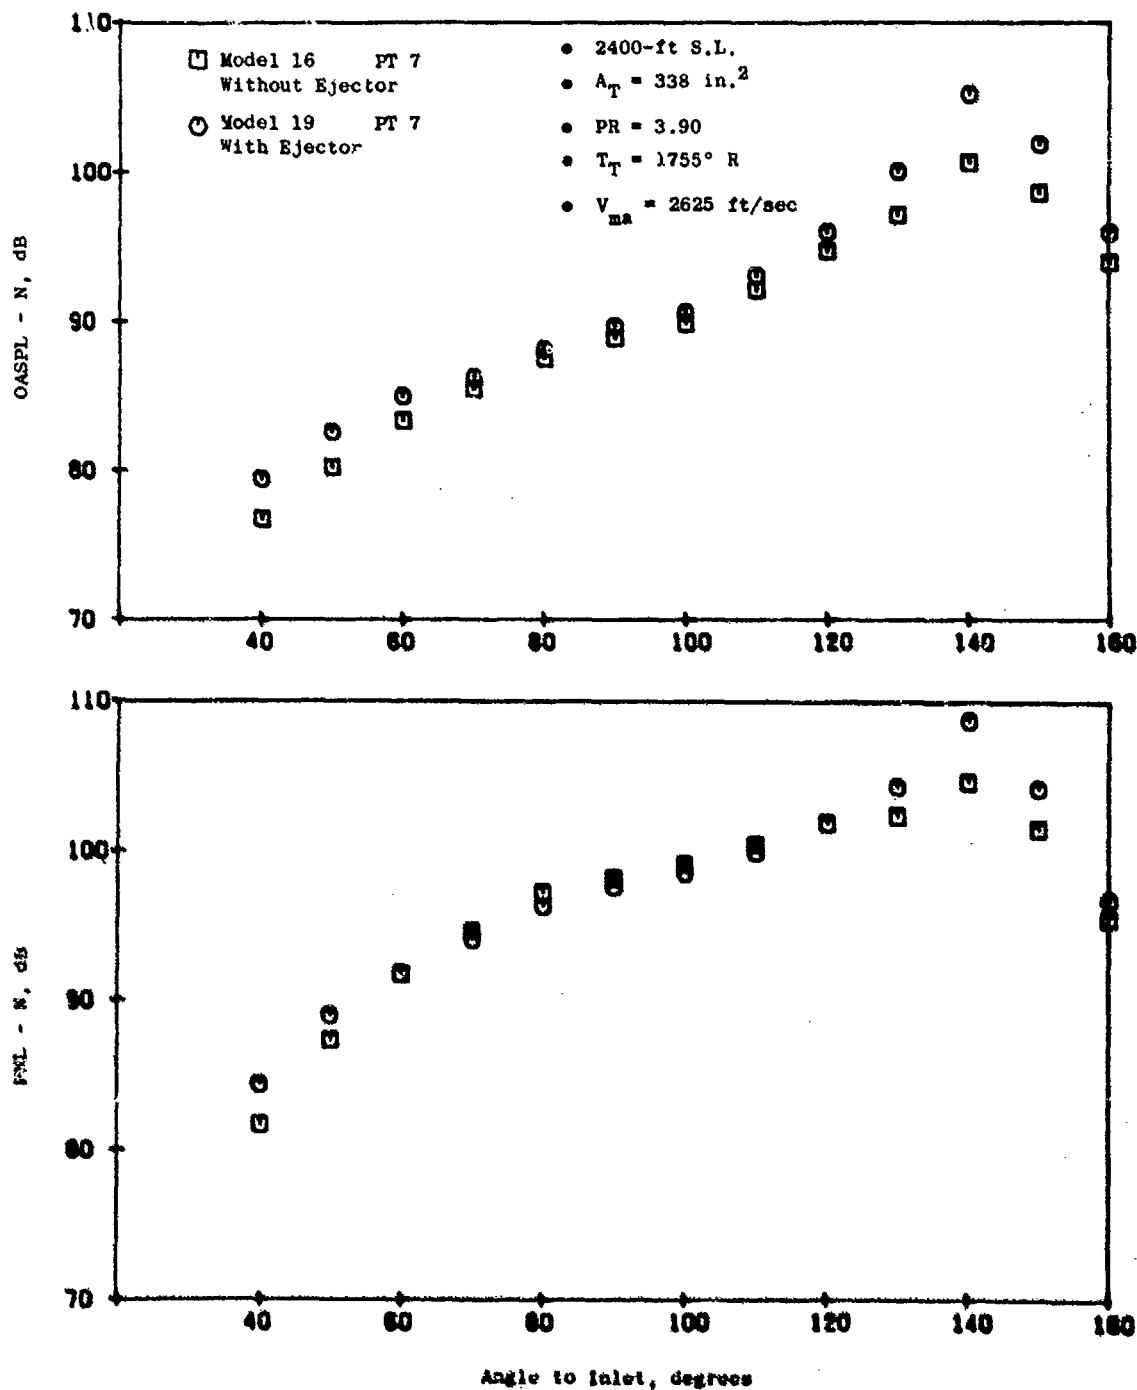 110
Model 16 PT 7
Without Ejector
Model 19 PT 7
With Ejector
• 2400-ft S.L.
• A_T = 338 in.²
• PR = 3.90
• T_T = 1755° R
• V_ma = 2625 ft/sec
100
90
80
70
OASPL - N, dB
40 60 80 100 120 140 160
110
100
90
80
70
PNL - N, dB
40 60 80 100 120 140 160
Angle to Inlet, degrees